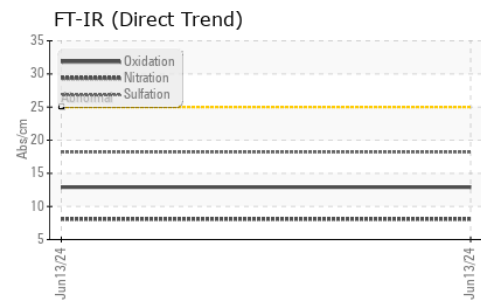 FT-IR (Direct Trend)
35
30
25
20
15
10
5
Abs/cm
Oxidation
Nitration
Sulfation
Abnormal
Jun13/24
Jun13/24